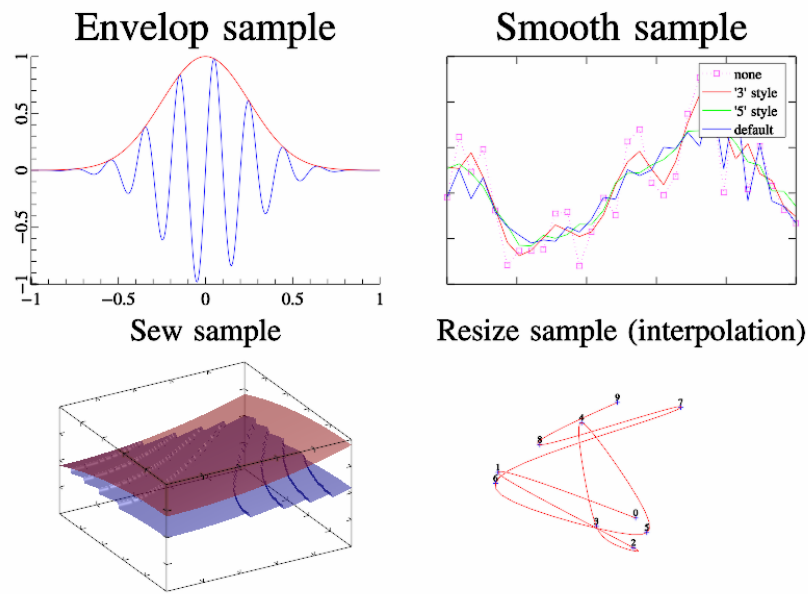 Envelop sample
1
0.5
0
−0.5
−1
−1
−0.5
0
0.5
1
Smooth sample
none
'3' style
'5' style
default
Sew sample
Resize sample (interpolation)
9
7
4
8
1
6
0
3
5
2